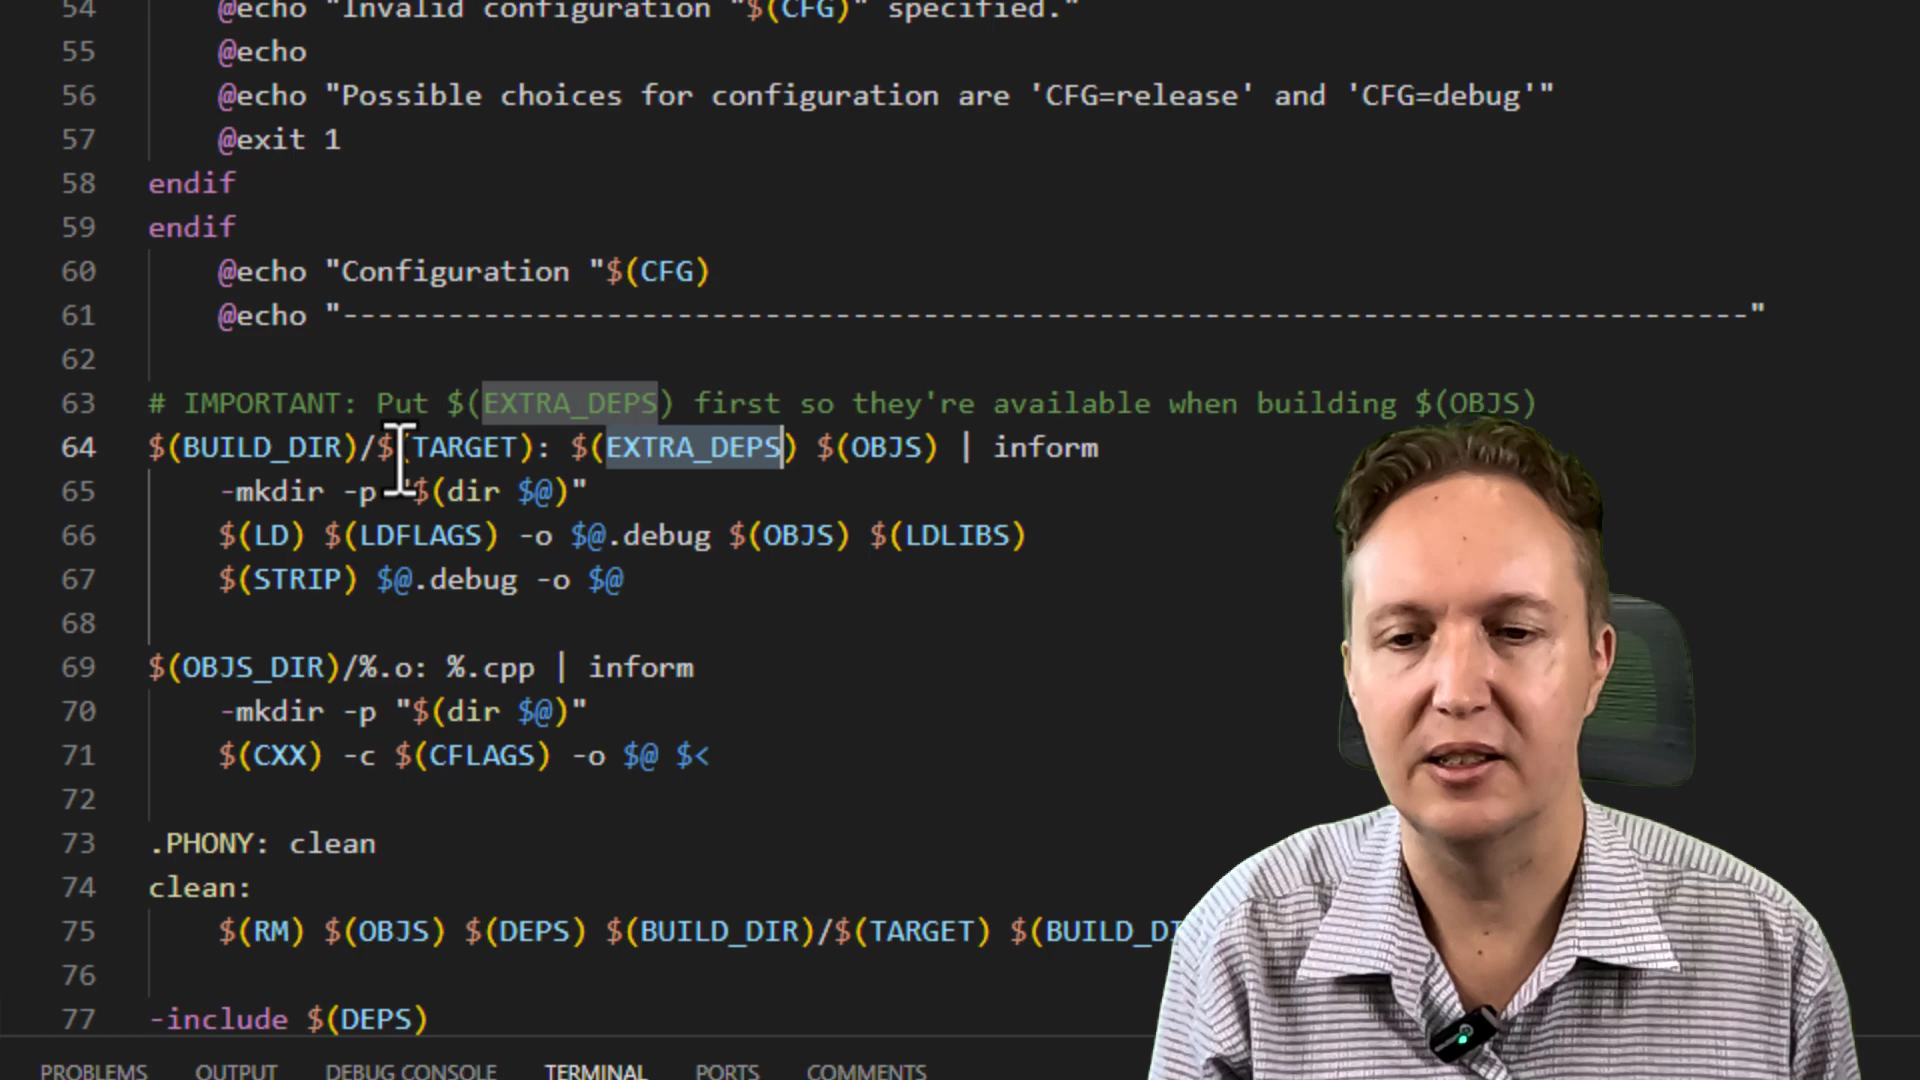 54 @echo "Invalid configuration "$(CFG)" specified."
55 @echo
56 @echo "Possible choices for configuration are 'CFG=release' and 'CFG=debug'"
57 @exit 1
58 endif
59 endif
60 @echo "Configuration "$(CFG)
61 @echo "--------------------------------------------------------------------------------"
62
63 # IMPORTANT: Put $(EXTRA_DEPS) first so they're available when building $(OBJS)
64 $(BUILD_DIR)/$(TARGET): $(EXTRA_DEPS) $(OBJS) | inform
65 -mkdir -p "$(dir $@)"
66 $(LD) $(LDFLAGS) -o $@.debug $(OBJS) $(LDLIBS)
67 $(STRIP) $@.debug -o $@
68
69 $(OBJS_DIR)/%.o: %.cpp | inform
70 -mkdir -p "$(dir $@)"
71 $(CXX) -c $(CFLAGS) -o $@ $<
72
73 .PHONY: clean
74 clean:
75 $(RM) $(OBJS) $(DEPS) $(BUILD_DIR)/$(TARGET) $(BUILD_DI
76
77 -include $(DEPS)
PROBLEMS OUTPUT DEBUG CONSOLE TERMINAL PORTS COMMENTS